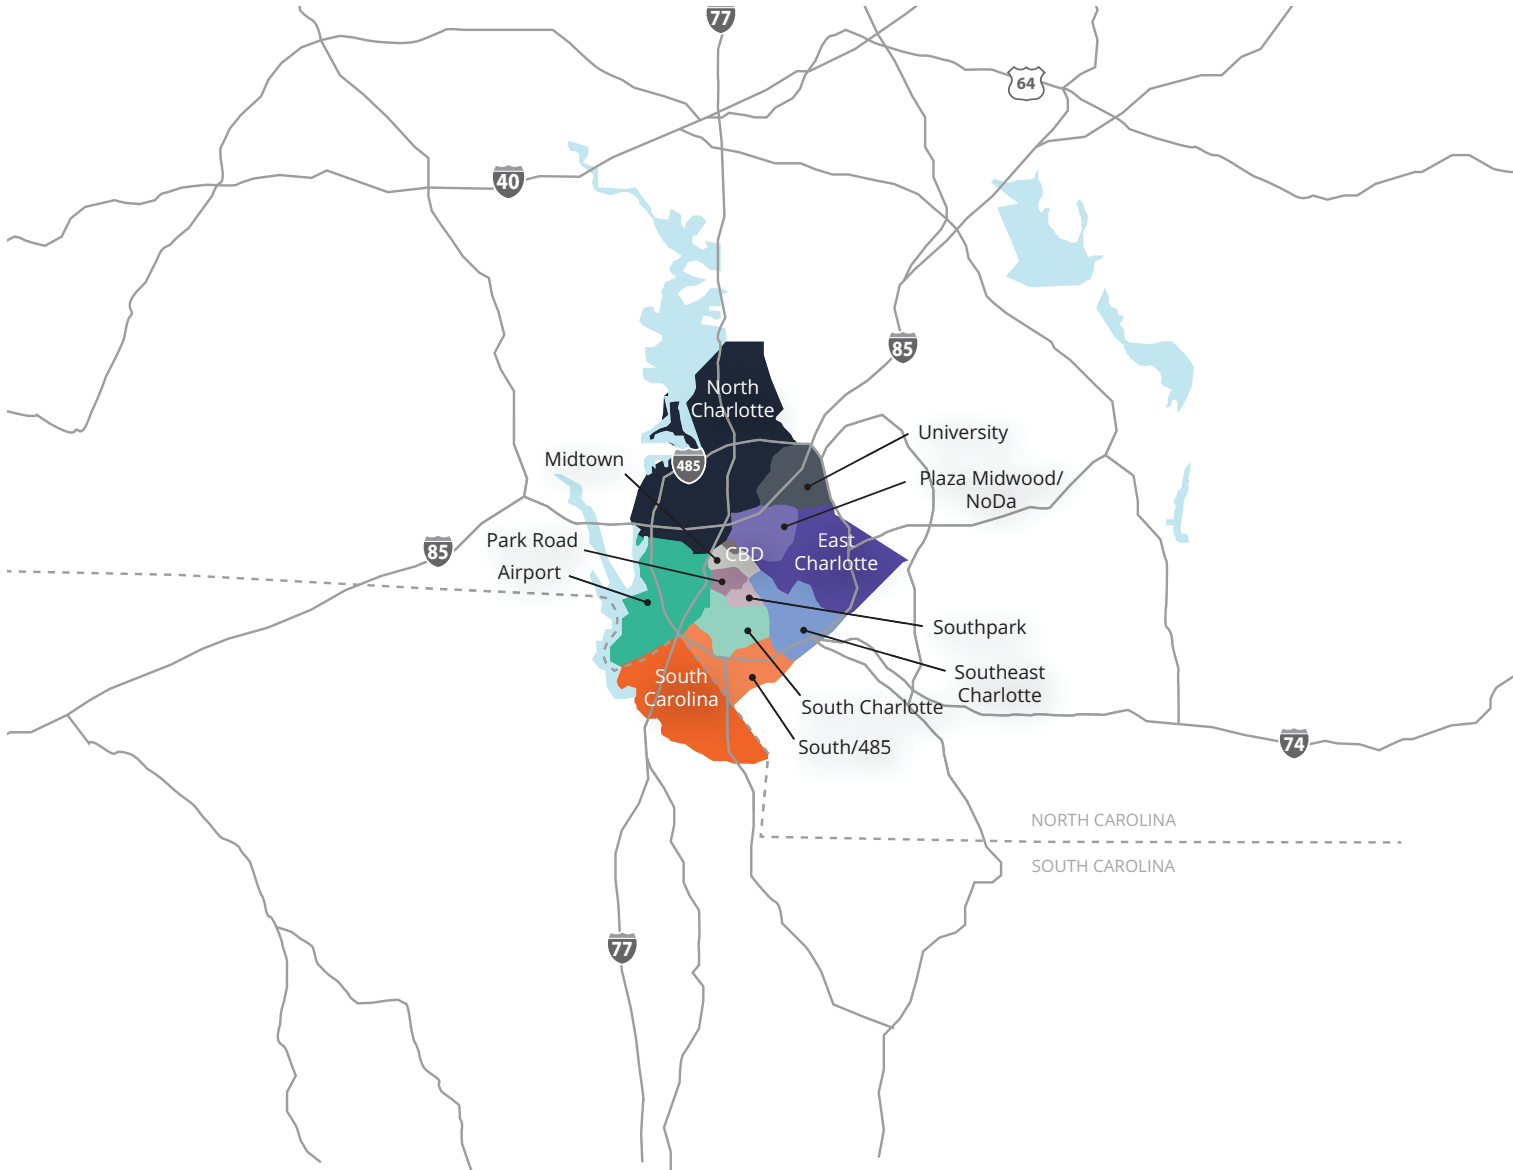 77
64
40
85
North
Charlotte
University
Midtown
485
Plaza Midwood/
NoDa
Park Road
CBD
East
Charlotte
85
Airport
Southpark
Southeast
Charlotte
South
Carolina
South Charlotte
South/485
74
NORTH CAROLINA
SOUTH CAROLINA
77